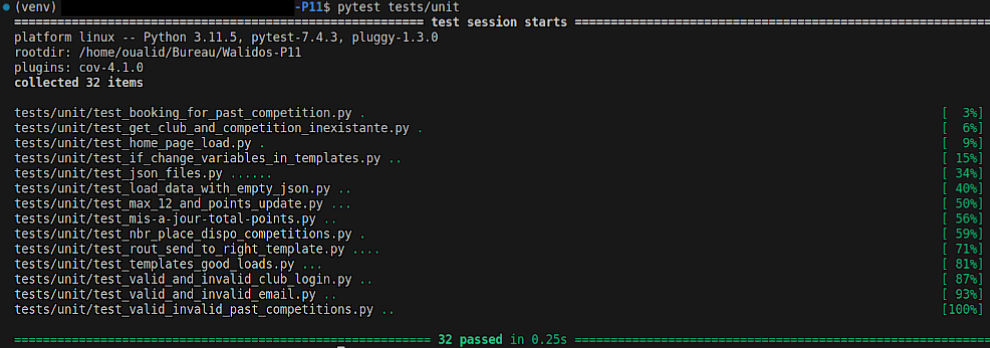 (venv) -P11$ pytest tests/unit
============================= test session starts =============================
platform linux -- Python 3.11.5, pytest-7.4.3, pluggy-1.3.0
rootdir: /home/oualid/Bureau/Walidos-P11
plugins: cov-4.1.0
collected 32 items
tests/unit/test_booking_for_past_competition.py . [  3%]
tests/unit/test_get_club_and_competition_inexistante.py . [  6%]
tests/unit/test_home_page_load.py . [  9%]
tests/unit/test_if_change_variables_in_templates.py .. [ 15%]
tests/unit/test_json_files.py ...... [ 34%]
tests/unit/test_load_data_with_empty_json.py .. [ 40%]
tests/unit/test_max_12_and_points_update.py ... [ 50%]
tests/unit/test_mis-a-jour-total-points.py .. [ 56%]
tests/unit/test_nbr_place_dispo_competitions.py . [ 59%]
tests/unit/test_rout_send_to_right_template.py .... [ 71%]
tests/unit/test_templates_good_loads.py ... [ 81%]
tests/unit/test_valid_and_invalid_club_login.py .. [ 87%]
tests/unit/test_valid_and_invalid_email.py .. [ 93%]
tests/unit/test_valid_invalid_past_competitions.py .. [100%]
============================= 32 passed in 0.25s =============================